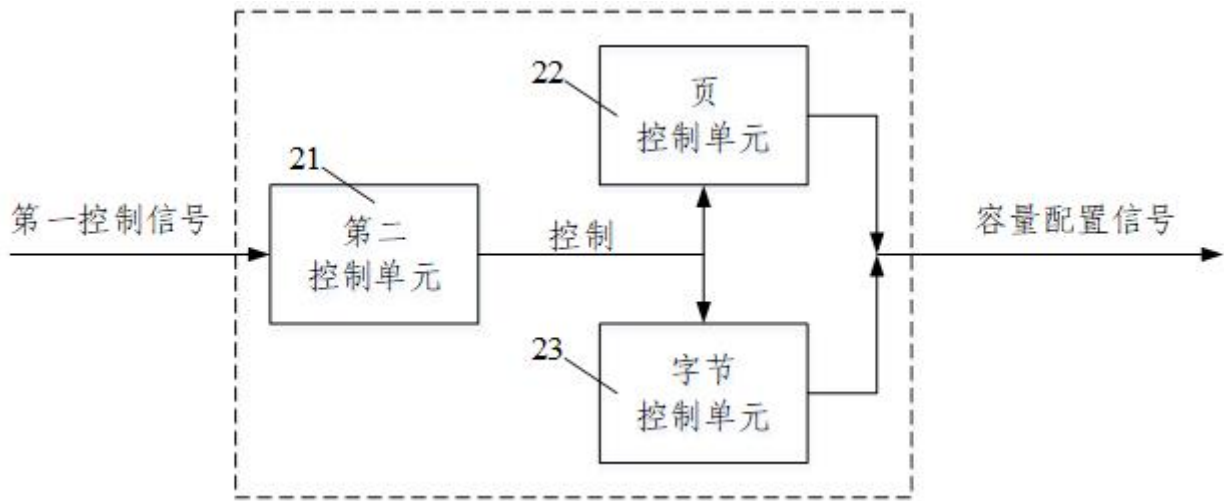 22
页
控制单元
21
第一控制信号
第二
控制单元
控制
容量配置信号
23
字节
控制单元